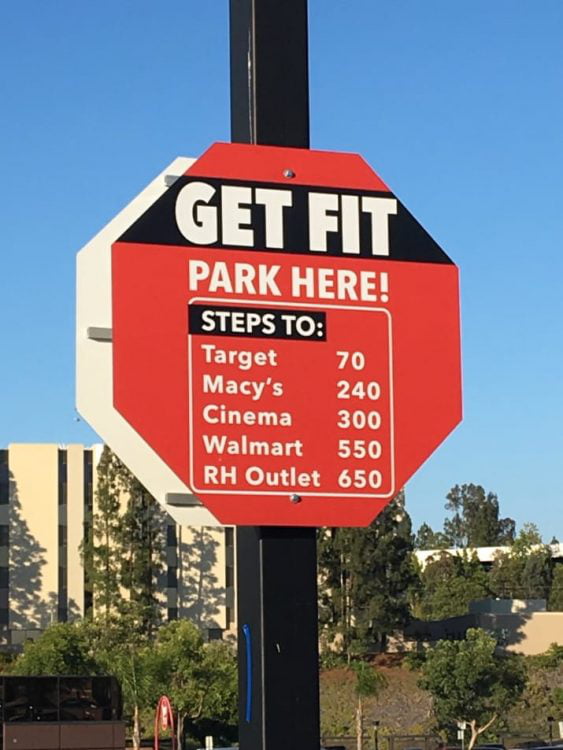 GET FIT
PARK HERE!
STEPS TO:
Target 70
Macy's 240
Cinema 300
Walmart 550
RH Outlet 650